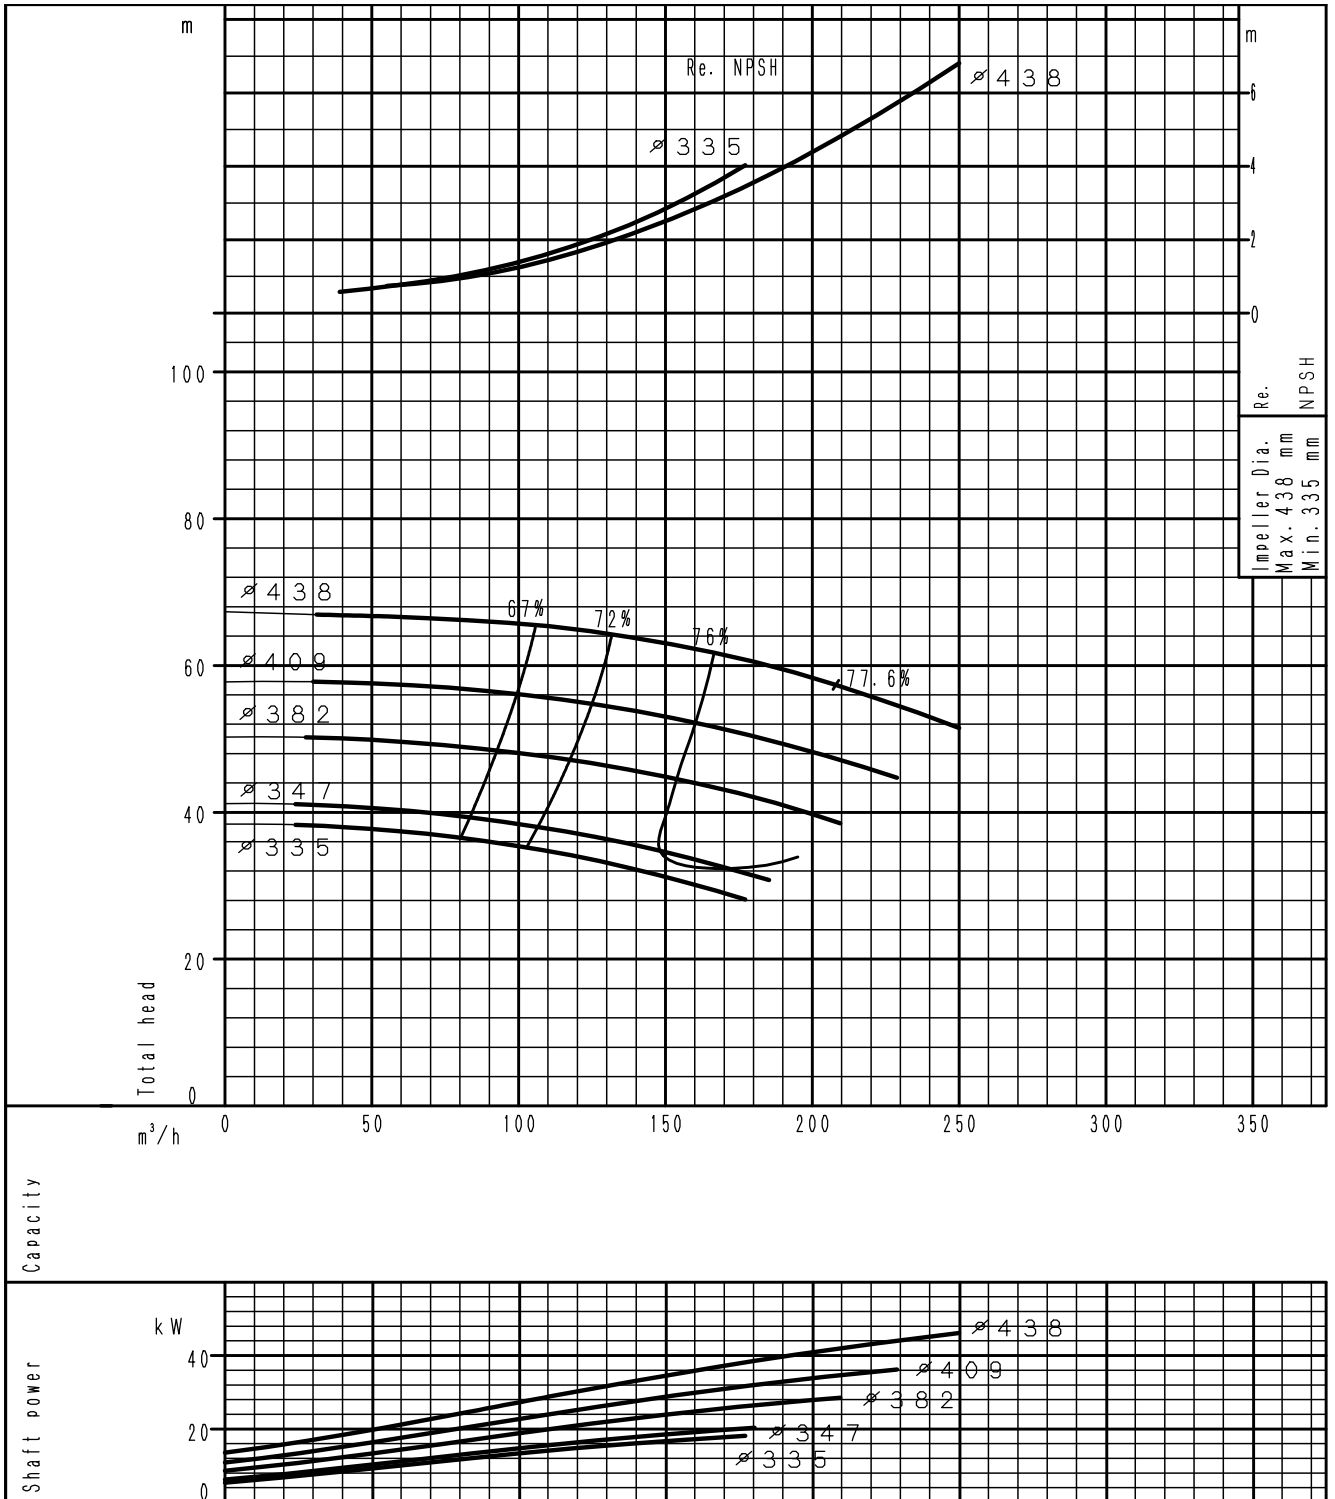 m
m
Re. NPSH
⌀ 438
6
⌀ 335
4
2
0
Re.
NPSH
100
Impeller Dia.
Max. 438 mm
Min. 335 mm
80
⌀ 438
67%
72%
76%
60
⌀ 409
77.6%
⌀ 382
⌀ 347
40
⌀ 335
20
Total head
0
m³/h
0 50 100 150 200 250 300 350
Capacity
kW
⌀ 438
40
⌀ 409
⌀ 382
20
⌀ 347
⌀ 335
Shaft power
0